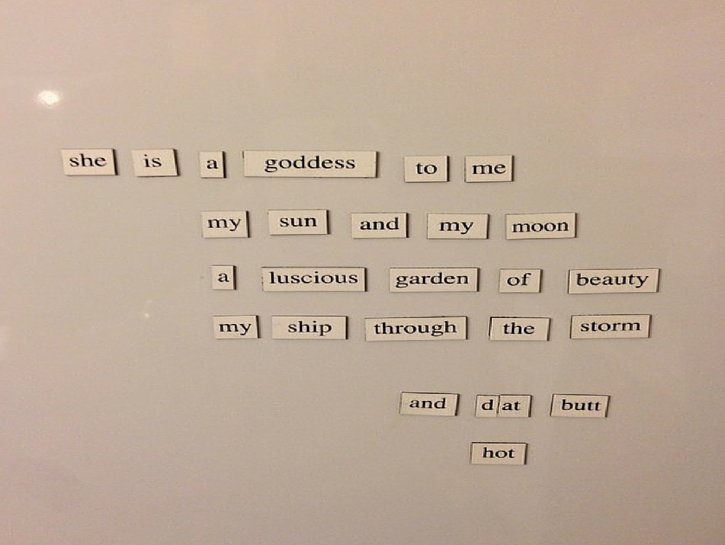 she is a goddess to me
my sun and my moon
a luscious garden of beauty
my ship through the storm
and dat butt
hot